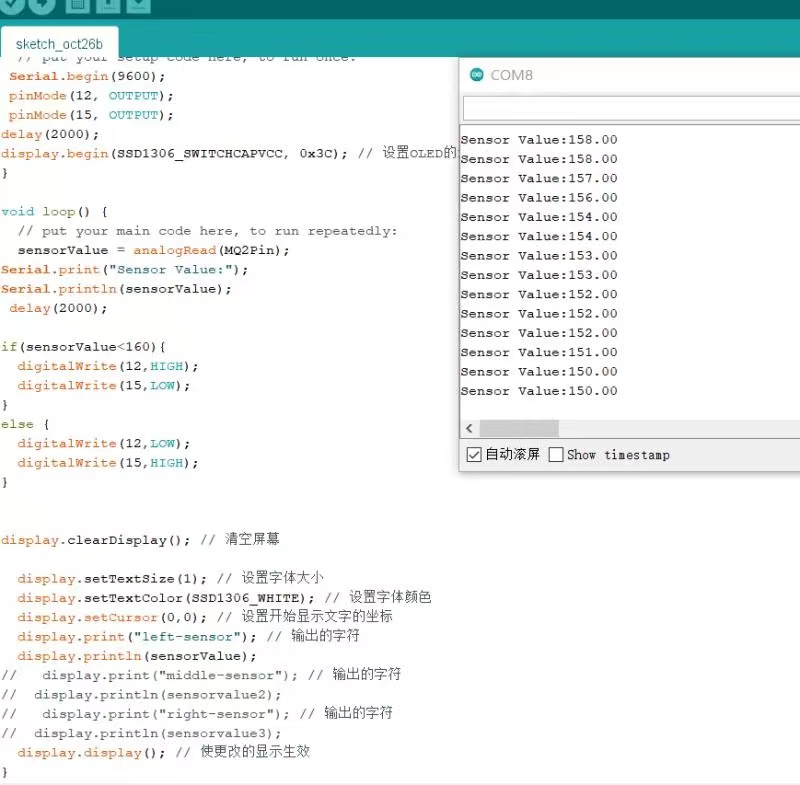 sketch_oct26b
// put your setup code here, to run once:
Serial.begin(9600);
pinMode(12, OUTPUT);
pinMode(15, OUTPUT);
delay(2000);
display.begin(SSD1306_SWITCHCAPVCC, 0x3C); // 设置OLED的
}
void loop() {
// put your main code here, to run repeatedly:
sensorValue = analogRead(MQ2Pin);
Serial.print("Sensor Value:");
Serial.println(sensorValue);
delay(2000);
if(sensorValue<160){
digitalWrite(12,HIGH);
digitalWrite(15,LOW);
}
else {
digitalWrite(12,LOW);
digitalWrite(15,HIGH);
}
display.clearDisplay(); // 清空屏幕
display.setTextSize(1); // 设置字体大小
display.setTextColor(SSD1306_WHITE); // 设置字体颜色
display.setCursor(0,0); // 设置开始显示文字的坐标
display.print("left-sensor"); // 输出的字符
display.println(sensorValue);
// display.print("middle-sensor"); // 输出的字符
// display.println(sensorvalue2);
// display.print("right-sensor"); // 输出的字符
// display.println(sensorvalue3);
display.display(); // 使更改的显示生效
}
COM8
Sensor Value:158.00
Sensor Value:158.00
Sensor Value:157.00
Sensor Value:156.00
Sensor Value:154.00
Sensor Value:154.00
Sensor Value:153.00
Sensor Value:153.00
Sensor Value:152.00
Sensor Value:152.00
Sensor Value:152.00
Sensor Value:151.00
Sensor Value:150.00
Sensor Value:150.00
自动滚屏 Show timestamp